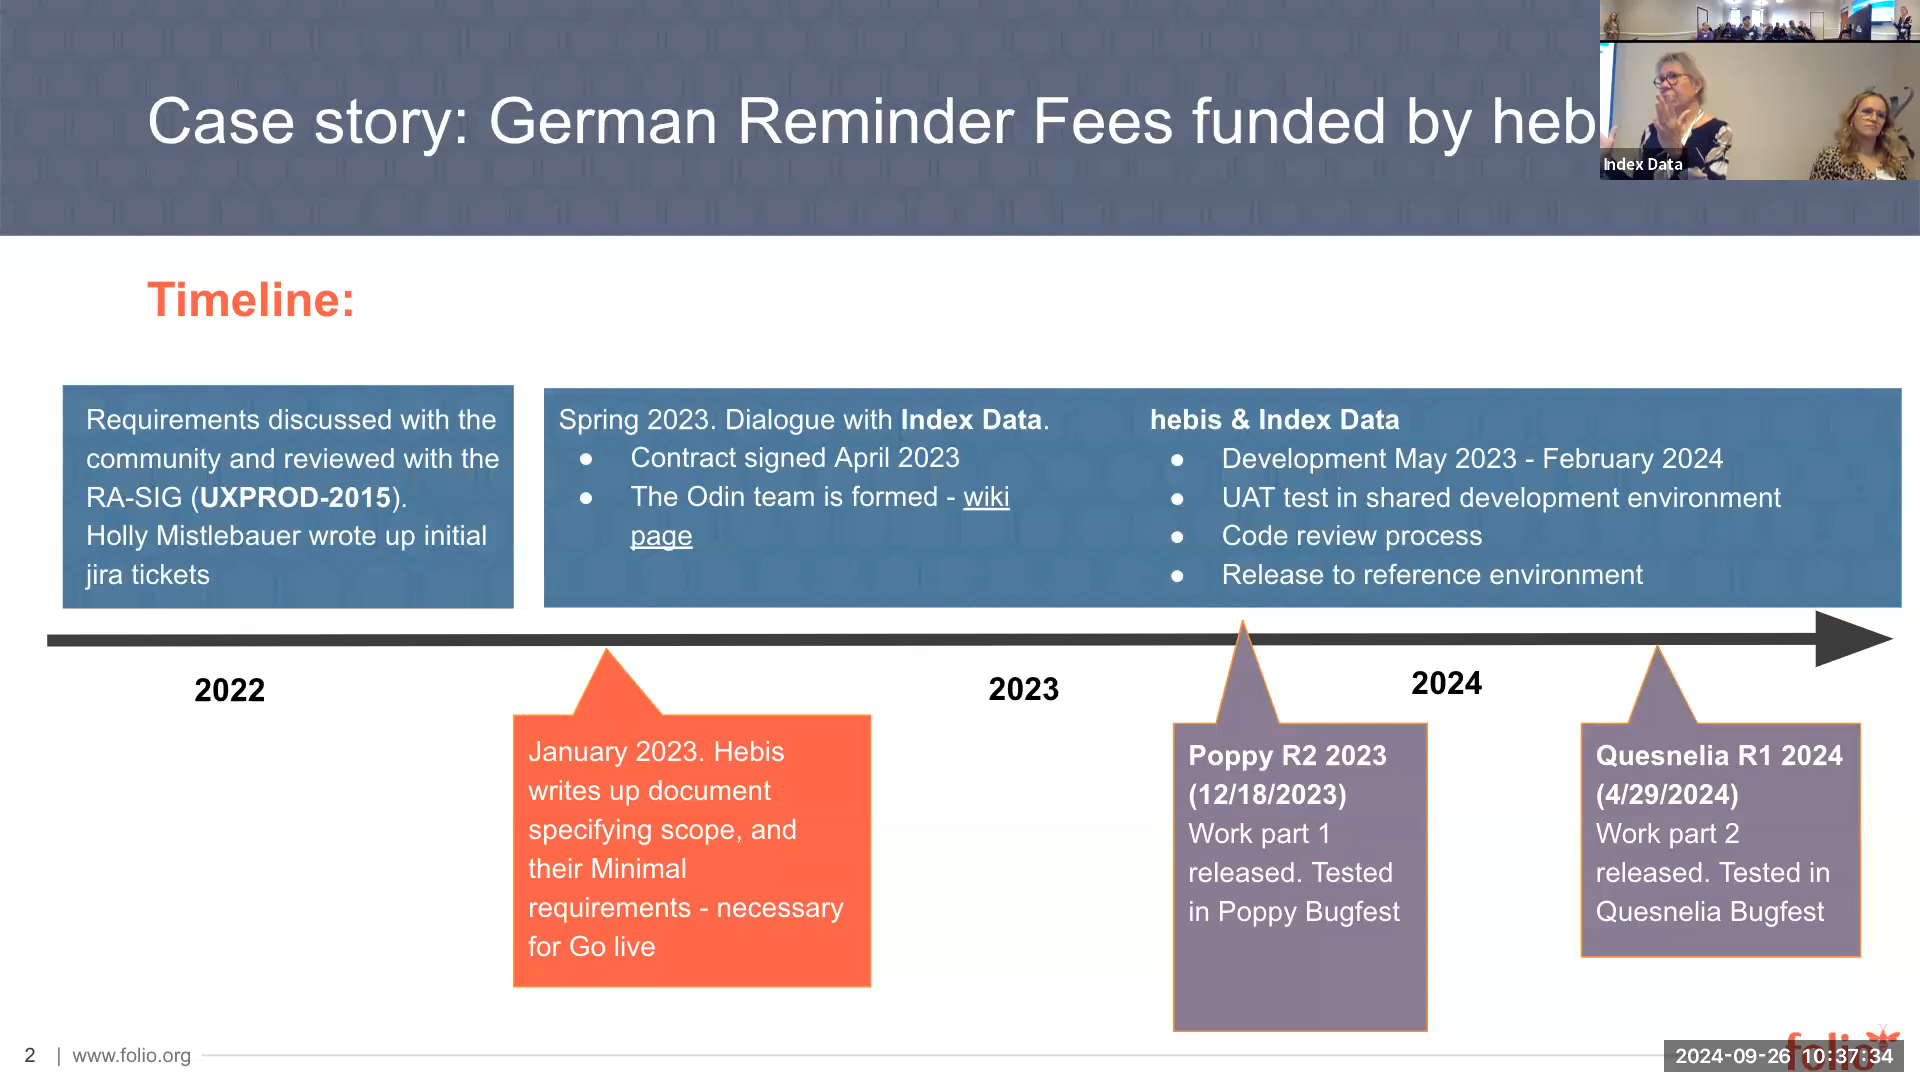 Case story: German Reminder Fees funded by heb
Index Data
Timeline:
Requirements discussed with the
community and reviewed with the
RA-SIG (UXPROD-2015).
Holly Mistlebauer wrote up initial
jira tickets
Spring 2023. Dialogue with Index Data.
● Contract signed April 2023
● The Odin team is formed - wiki
page
hebis & Index Data
● Development May 2023 - February 2024
● UAT test in shared development environment
● Code review process
● Release to reference environment
2022
2023
2024
January 2023. Hebis
writes up document
specifying scope, and
their Minimal
requirements - necessary
for Go live
Poppy R2 2023
(12/18/2023)
Work part 1
released. Tested
in Poppy Bugfest
Quesnelia R1 2024
(4/29/2024)
Work part 2
released. Tested in
Quesnelia Bugfest
2 | www.folio.org
folio
2024-09-26 10:37:34